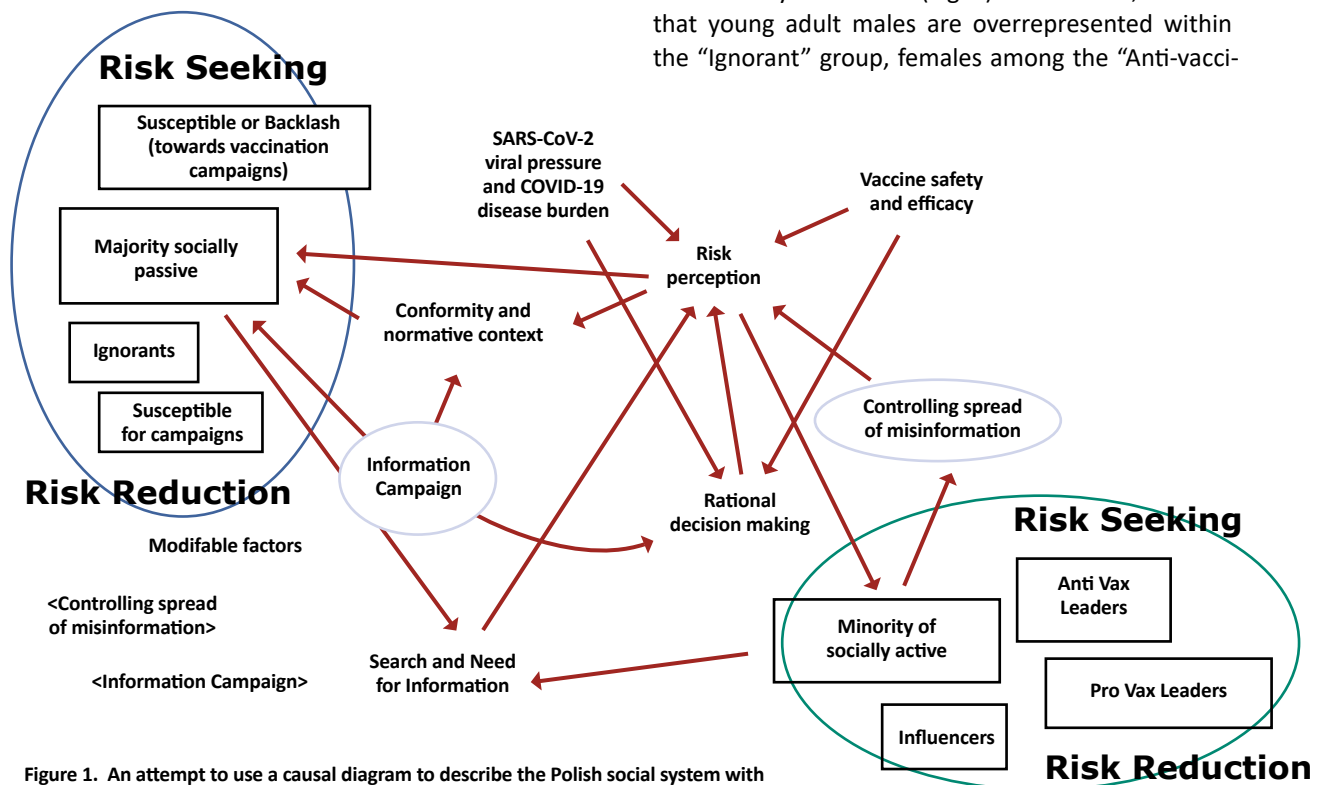 that young adult males are overrepresented within
the “Ignorant” group, females among the “Anti-vacci-
Risk Seeking
Susceptible or Backlash
(towards vaccination
campaigns)
Majority socially
passive
Ignorants
Susceptible
for campaigns
Risk Reduction
SARS-CoV-2
viral pressure
and COVID-19
disease burden
Vaccine safety
and efficacy
Risk
perception
Conformity and
normative context
Controlling spread
of misinformation
Information
Campaign
Rational
decision making
Modifable factors
<Controlling spread
of misinformation>
<Information Campaign>
Search and Need
for Information
Risk Seeking
Anti Vax
Leaders
Minority of
socially active
Pro Vax Leaders
Influencers
Risk Reduction
Figure 1. An attempt to use a causal diagram to describe the Polish social system with